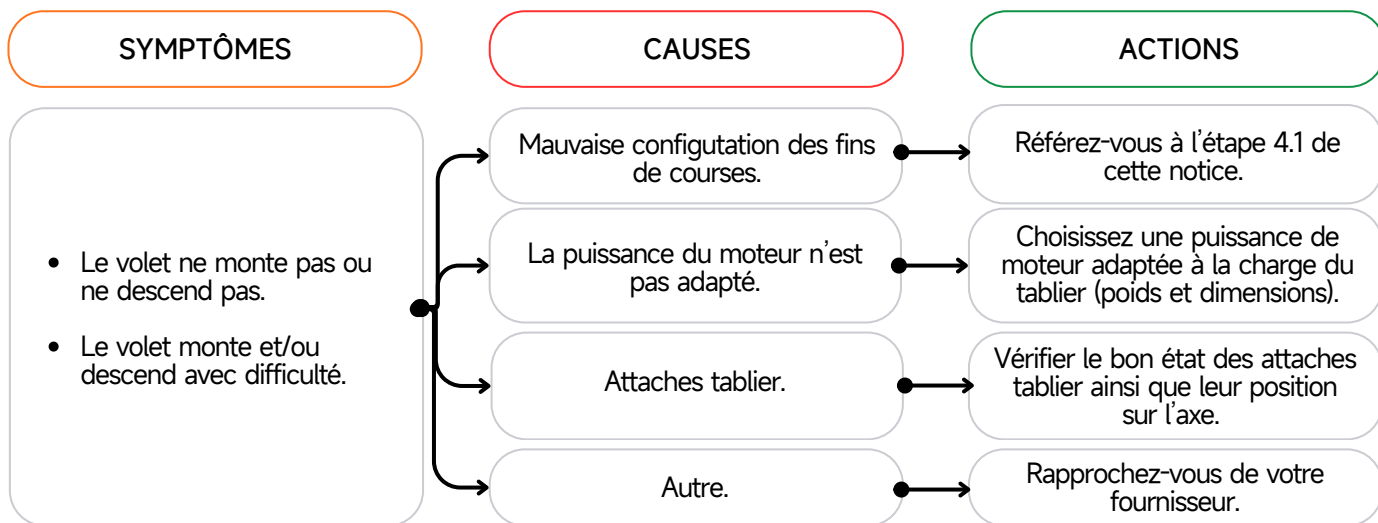 SYMPTÔMES
CAUSES
ACTIONS
• Le volet ne monte pas ou
ne descend pas.
• Le volet monte et/ou
descend avec difficulté.
Mauvaise configutation des fins
de courses.
Référez-vous à l'étape 4.1 de
cette notice.
La puissance du moteur n'est
pas adapté.
Choisissez une puissance de
moteur adaptée à la charge du
tablier (poids et dimensions).
Attaches tablier.
Vérifier le bon état des attaches
tablier ainsi que leur position
sur l'axe.
Autre.
Rapprochez-vous de votre
fournisseur.